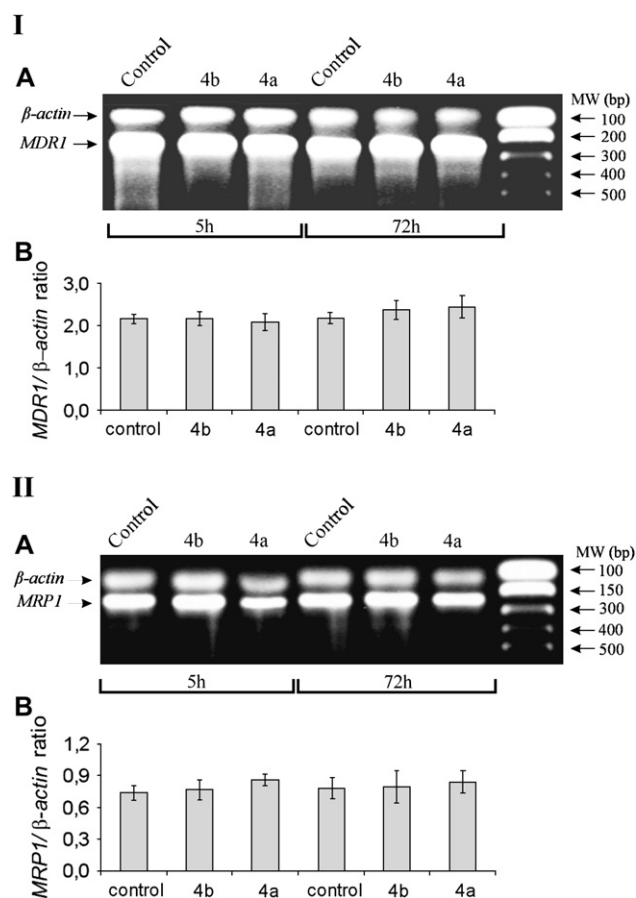 I
A
Control 4b 4a Control 4b 4a
MW (bp)
β-actin
100
MDR1
200
300
400
500
5h 72h
B
MDR1/ β-actin ratio
3,0
2,0
1,0
0,0
control 4b 4a control 4b 4a
II
A
Control 4b 4a Control 4b 4a
MW (bp)
β-actin
100
MRP1
150
300
400
500
5h 72h
B
MRP1/ β-actin ratio
1,2
0,9
0,6
0,3
0,0
control 4b 4a control 4b 4a